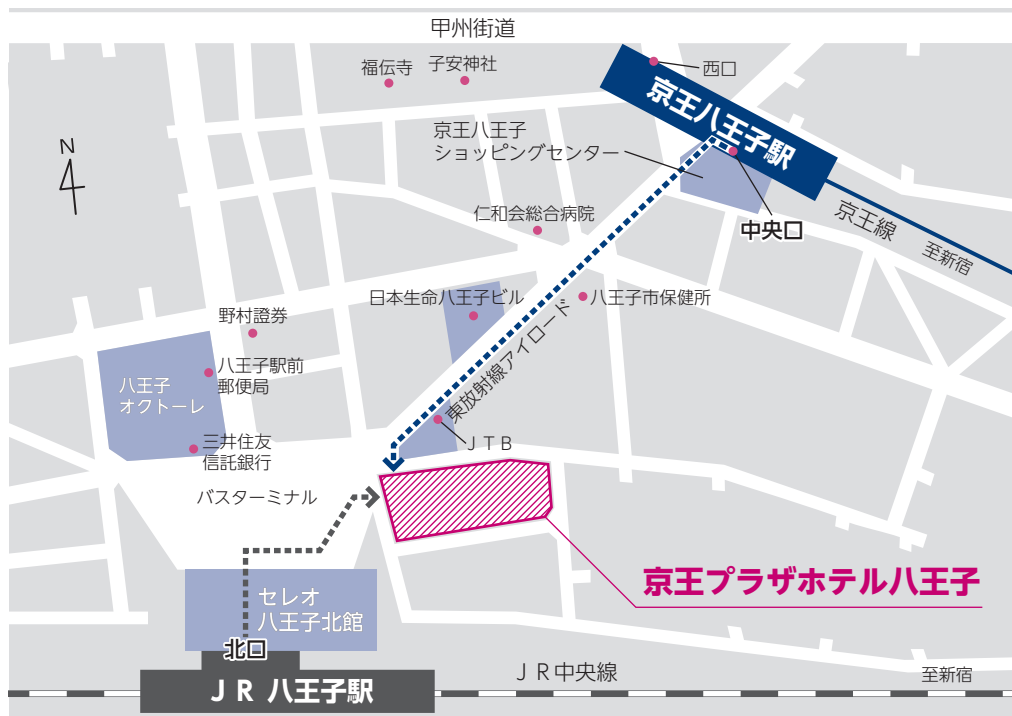 甲州街道
福伝寺
子安神社
西口
京王八王子駅
N
京王八王子
ショッピングセンター
中央口
京王線
至新宿
仁和会総合病院
日本生命八王子ビル
八王子市保健所
野村證券
東放射線アイロード
八王子駅前
郵便局
八王子
オクトーレ
JTB
三井住友
信託銀行
バスターミナル
京王プラザホテル八王子
セレオ
八王子北館
北口
JR中央線
至新宿
JR 八王子駅